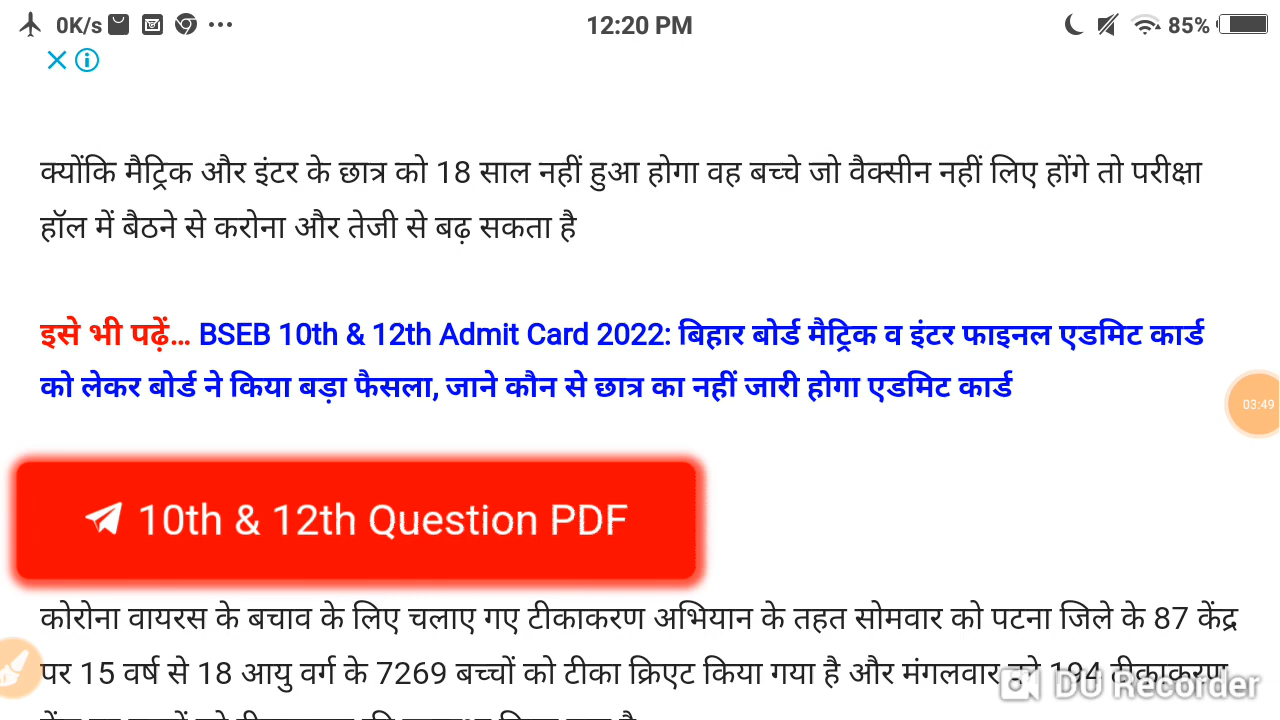 0K/s
12:20 PM
85%
क्योंकि मैट्रिक और इंटर के छात्र को 18 साल नहीं हुआ होगा वह बच्चे जो वैक्सीन नहीं लिए होंगे तो परीक्षा
हॉल में बैठने से करोना और तेजी से बढ़ सकता है
इसे भी पढ़ें... BSEB 10th & 12th Admit Card 2022: बिहार बोर्ड मैट्रिक व इंटर फाइनल एडमिट कार्ड
को लेकर बोर्ड ने किया बड़ा फैसला, जाने कौन से छात्र का नहीं जारी होगा एडमिट कार्ड
03:49
10th & 12th Question PDF
कोरोना वायरस के बचाव के लिए चलाए गए टीकाकरण अभियान के तहत सोमवार को पटना जिले के 87 केंद्र
पर 15 वर्ष से 18 आयु वर्ग के 7269 बच्चों को टीका क्रिएट किया गया है और मंगलवार को 194 टीकाकरण
DU Recorder